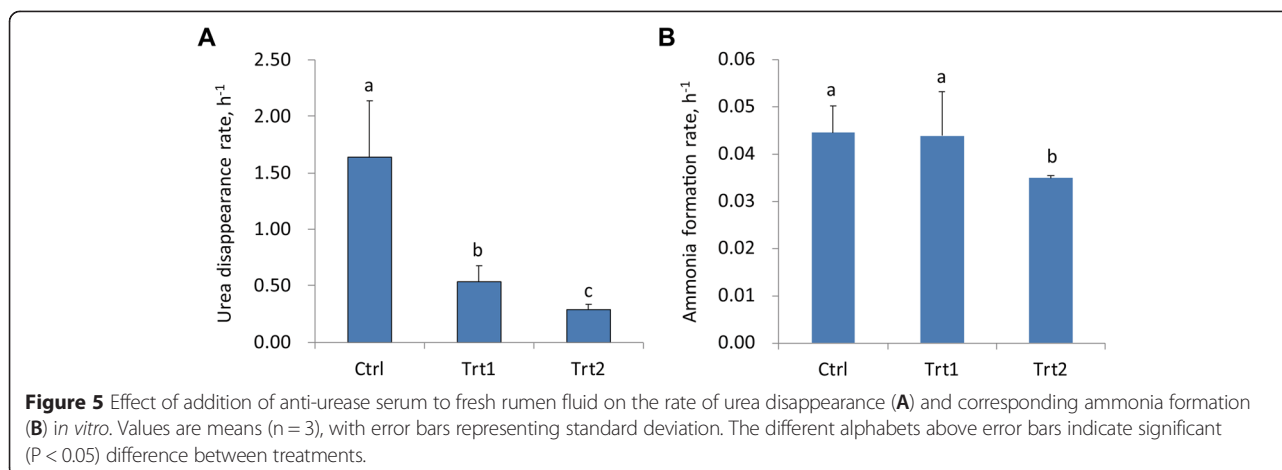 A
Urea disappearance rate, h-1
2.50
2.00
1.50
1.00
0.50
0.00
a
b
c
Ctrl
Trt1
Trt2
B
Ammonia formation rate, h-1
0.06
0.05
0.04
0.03
0.02
0.01
0.00
a
a
b
Ctrl
Trt1
Trt2
Figure 5 Effect of addition of anti-urease serum to fresh rumen fluid on the rate of urea disappearance (A) and corresponding ammonia formation
(B) in vitro. Values are means (n = 3), with error bars representing standard deviation. The different alphabets above error bars indicate significant
(P < 0.05) difference between treatments.